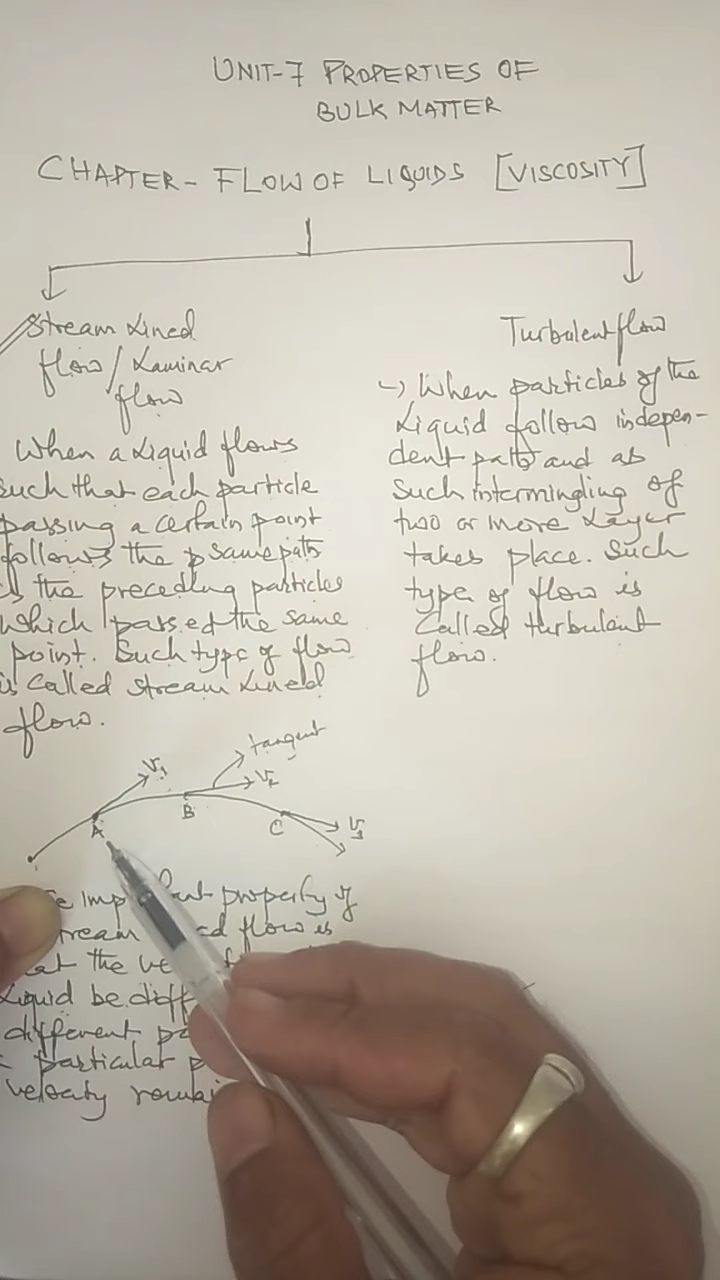 UNIT-7 PROPERTIES OF
BULK MATTER
CHAPTER- FLOW OF LIQUIDS [VISCOSITY]
Stream Lined
flow/Laminar
flow
When a Liquid flows
such that each particle
passing a certain point
follows the same path
the preceding particles
which passed the same
point. Such type of flow
is called stream Lined
flow.
Turbulent flow
When particles of the
Liquid follow indepen-
dent path and as
such intermingling of
two or more Layer
takes place. Such
type of flow is
called turbulent
flow.
tangent
V1
V2
A
B
C
V3
property of
flow is
the
Liquid be
different
particular
velocity